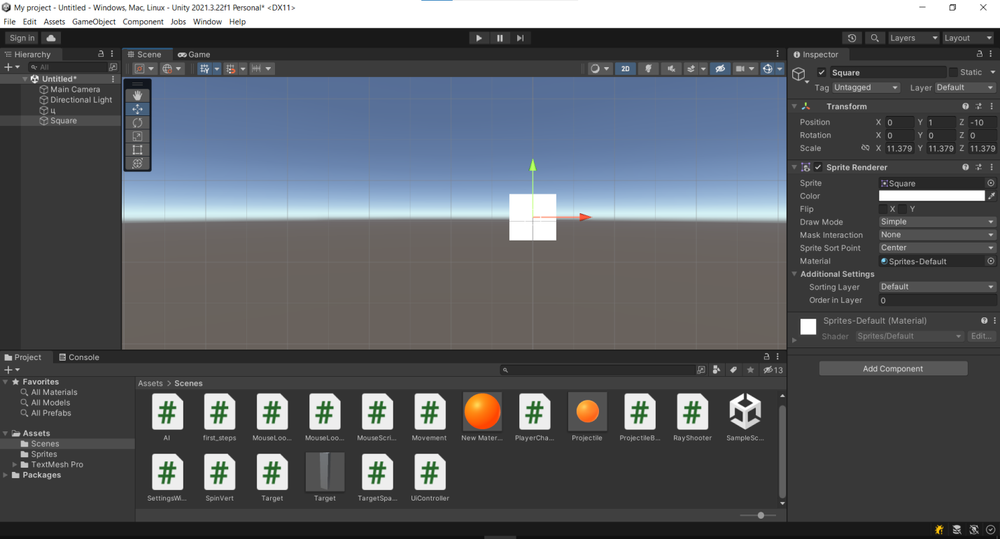 My project - Untitled - Windows, Mac, Linux - Unity 2021.3.22f1 Personal* <DX11>
File Edit Assets GameObject Component Jobs Window Help
Sign in Layers Layout
Hierarchy Scene Game Inspector
All
Untitled*
Main Camera
Directional Light
ц
Square
2D
Square Static
Tag Untagged Layer Default
Transform
Position X 0 Y 1 Z -10
Rotation X 0 Y 0 Z 0
Scale X 11.379 Y 11.379 Z 11.379
Sprite Renderer
Sprite Square
Color
Flip X Y
Draw Mode Simple
Mask Interaction None
Sprite Sort Point Center
Material Sprites-Default
Additional Settings
Sorting Layer Default
Order in Layer 0
Sprites-Default (Material)
Shader Sprites/Default Edit...
Add Component
Project Console
13
Favorites
All Materials
All Models
All Prefabs
Assets
Scenes
Sprites
TextMesh Pro
Packages
Assets > Scenes
AI first_steps MouseLoo... MouseLoo... MouseScri... Movement New Mater... PlayerCha... Projectile ProjectileB... RayShooter SampleSc...
SettingsWi... SpinVert Target Target TargetSpa... UiController